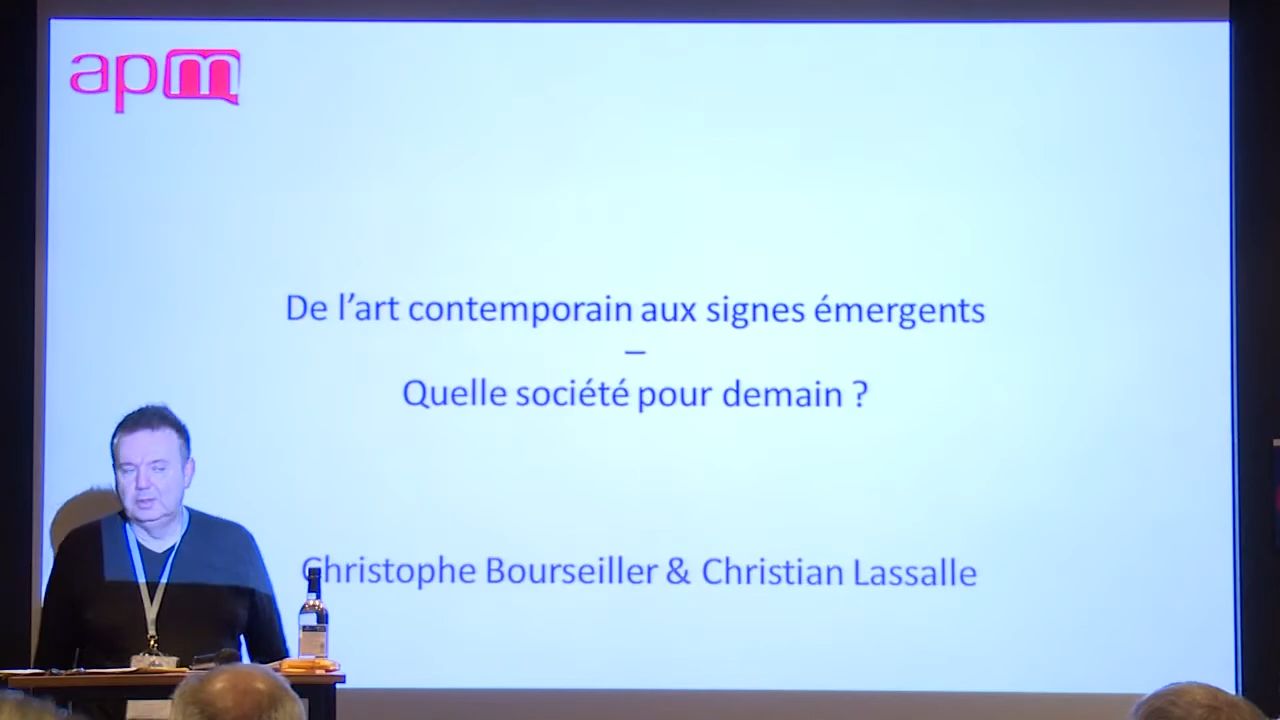 apm
De l'art contemporain aux signes émergents
–
Quelle société pour demain ?
Christophe Bourseiller & Christian Lassalle